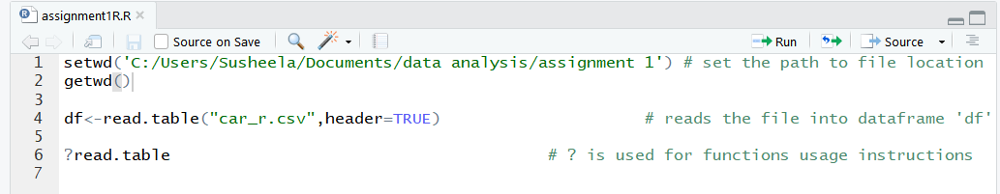 assignment1R.R
Source on Save Run Source
1 setwd('C:/Users/Susheela/Documents/data analysis/assignment 1') # set the path to file location
2 getwd()
3
4 df<-read.table("car_r.csv",header=TRUE) # reads the file into dataframe 'df'
5
6 ?read.table # ? is used for functions usage instructions
7